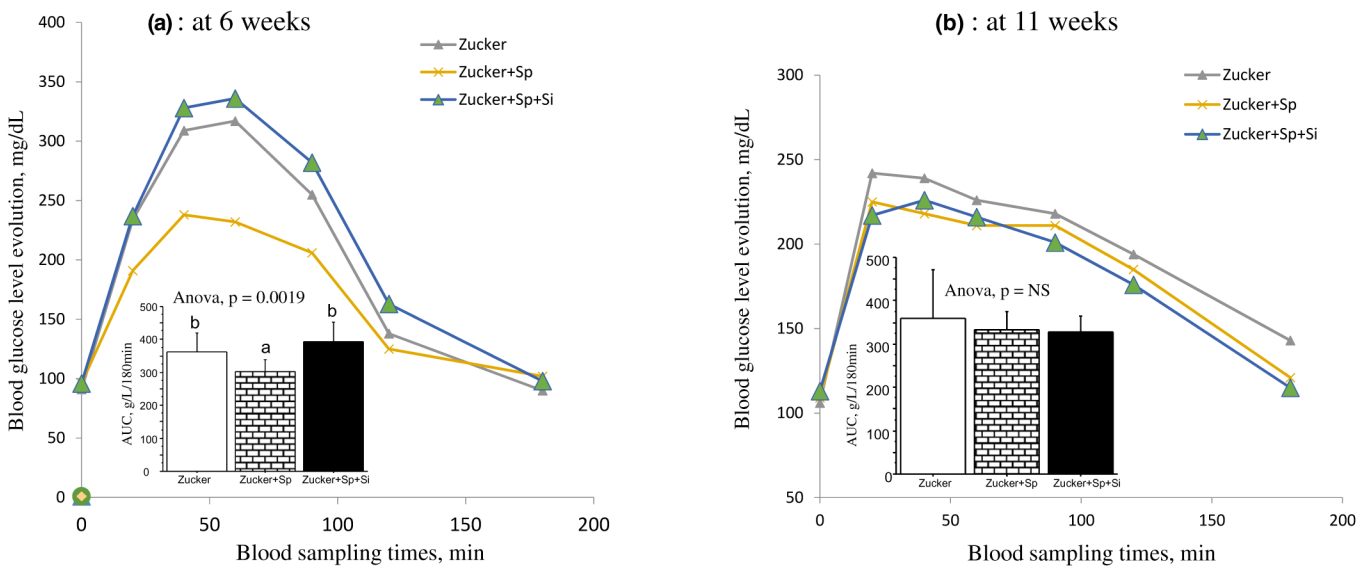 (a) : at 6 weeks
Blood glucose level evolution, mg/dL
400
350
300
250
200
150
100
50
0
Zucker
Zucker+Sp
Zucker+Sp+Si
Anova, p = 0.0019
AUC, g/L/180min
500
400
300
200
100
0
b
a
b
Zucker
Zucker+Sp
Zucker+Sp+Si
0
50
100
150
200
Blood sampling times, min
(b) : at 11 weeks
Blood glucose level evolution, mg/dL
300
250
200
150
100
50
Zucker
Zucker+Sp
Zucker+Sp+Si
Anova, p = NS
AUC, g/L/180min
500
400
300
200
100
0
Zucker
Zucker+Sp
Zucker+Sp+Si
0
50
100
150
200
Blood sampling times, min